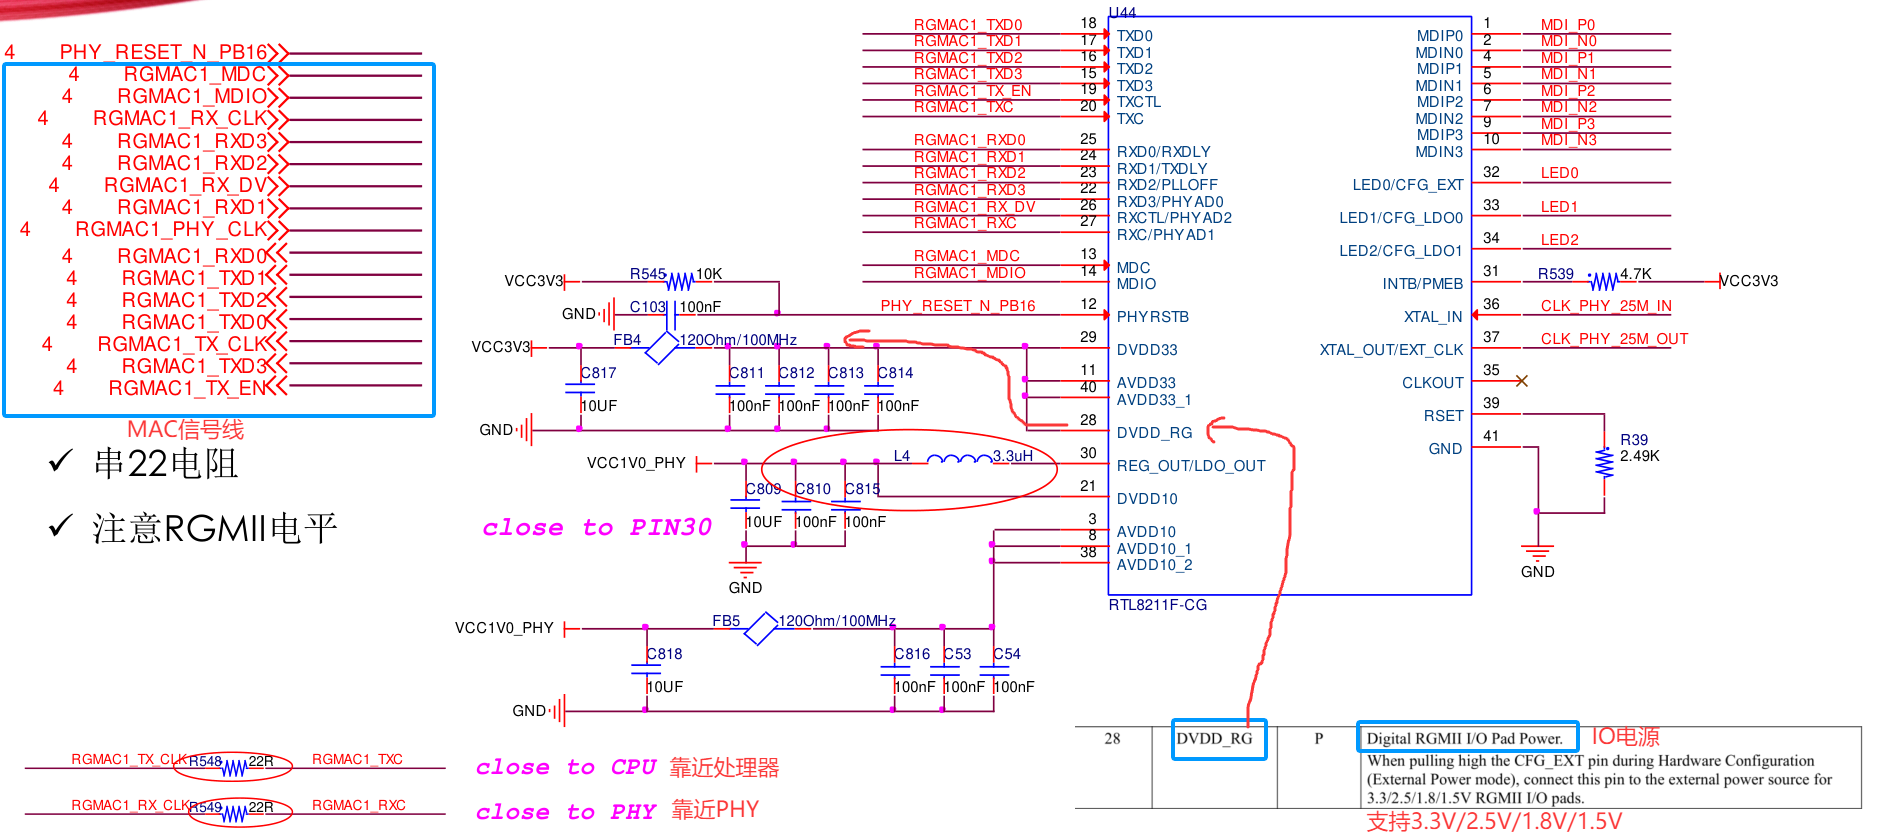 4 PHY_RESET_N_PB16
4 RGMAC1_MDC
4 RGMAC1_MDIO
4 RGMAC1_RX_CLK
4 RGMAC1_RXD3
4 RGMAC1_RXD2
4 RGMAC1_RX_DV
4 RGMAC1_RXD1
4 RGMAC1_PHY_CLK
4 RGMAC1_RXD0
4 RGMAC1_TXD1
4 RGMAC1_TXD2
4 RGMAC1_TXD0
4 RGMAC1_TX_CLK
4 RGMAC1_TXD3
4 RGMAC1_TX_EN
MAC信号线
✓ 串22电阻
✓ 注意RGMII电平
U44
RGMAC1_TXD0 18 TXD0
RGMAC1_TXD1 17 TXD1
RGMAC1_TXD2 16 TXD2
RGMAC1_TXD3 15 TXD3
RGMAC1_TX_EN 19 TXCTL
RGMAC1_TXC 20 TXC
RGMAC1_RXD0 25 RXD0/RXDLY
RGMAC1_RXD1 24 RXD1/TXDLY
RGMAC1_RXD2 23 RXD2/PLLOFF
RGMAC1_RXD3 22 RXD3/PHYAD0
RGMAC1_RX_DV 26 RXCTL/PHYAD2
RGMAC1_RXC 27 RXC/PHYAD1
RGMAC1_MDC 13 MDC
RGMAC1_MDIO 14 MDIO
VCC3V3 R545 10K
GND C103 100nF PHY_RESET_N_PB16 12 PHYRSTB
VCC3V3 FB4 120Ohm/100MHz 29 DVDD33
11 AVDD33
40 AVDD33_1
C817 C811 C812 C813 C814
10UF 100nF 100nF 100nF 100nF
GND 28 DVDD_RG
VCC1V0_PHY L4 3.3uH 30 REG_OUT/LDO_OUT
C809 C810 C815 21 DVDD10
10UF 100nF 100nF
close to PIN30
GND
3 AVDD10
8 AVDD10_1
38 AVDD10_2
RTL8211F-CG
VCC1V0_PHY FB5 120Ohm/100MHz
C818 C816 C53 C54
10UF 100nF 100nF 100nF
GND
MDIP0 1 MDI_P0
MDIN0 2 MDI_N0
MDIP1 4 MDI_P1
MDIN1 5 MDI_N1
MDIP2 6 MDI_P2
MDIN2 7 MDI_N2
MDIP3 9 MDI_P3
MDIN3 10 MDI_N3
LED0/CFG_EXT 32 LED0
LED1/CFG_LDO0 33 LED1
LED2/CFG_LDO1 34 LED2
INTB/PMEB 31 R539 4.7K VCC3V3
XTAL_IN 36 CLK_PHY_25M_IN
XTAL_OUT/EXT_CLK 37 CLK_PHY_25M_OUT
CLKOUT 35
RSET 39
GND 41
R39
2.49K
GND
RGMAC1_TX_CLK R548 22R RGMAC1_TXC close to CPU 靠近处理器
RGMAC1_RX_CLK R549 22R RGMAC1_RXC close to PHY 靠近PHY
28 DVDD_RG P Digital RGMII I/O Pad Power. IO电源
When pulling high the CFG_EXT pin during Hardware Configuration
(External Power mode), connect this pin to the external power source for
3.3/2.5/1.8/1.5V RGMII I/O pads.
支持3.3V/2.5V/1.8V/1.5V